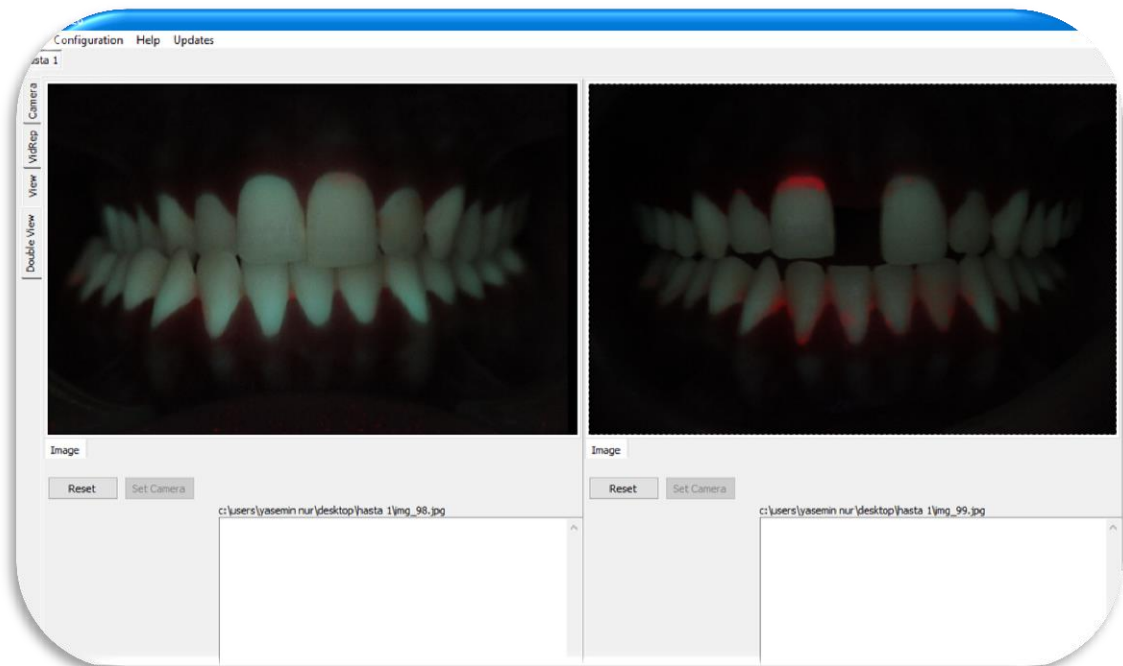 Configuration Help Updates
asta 1
Camera
VidRep
View
Double View
Image
Image
Reset Set Camera
Reset Set Camera
c:\users\yasemin nur\desktop\hasta 1\img_98.jpg
c:\users\yasemin nur\desktop\hasta 1\img_99.jpg